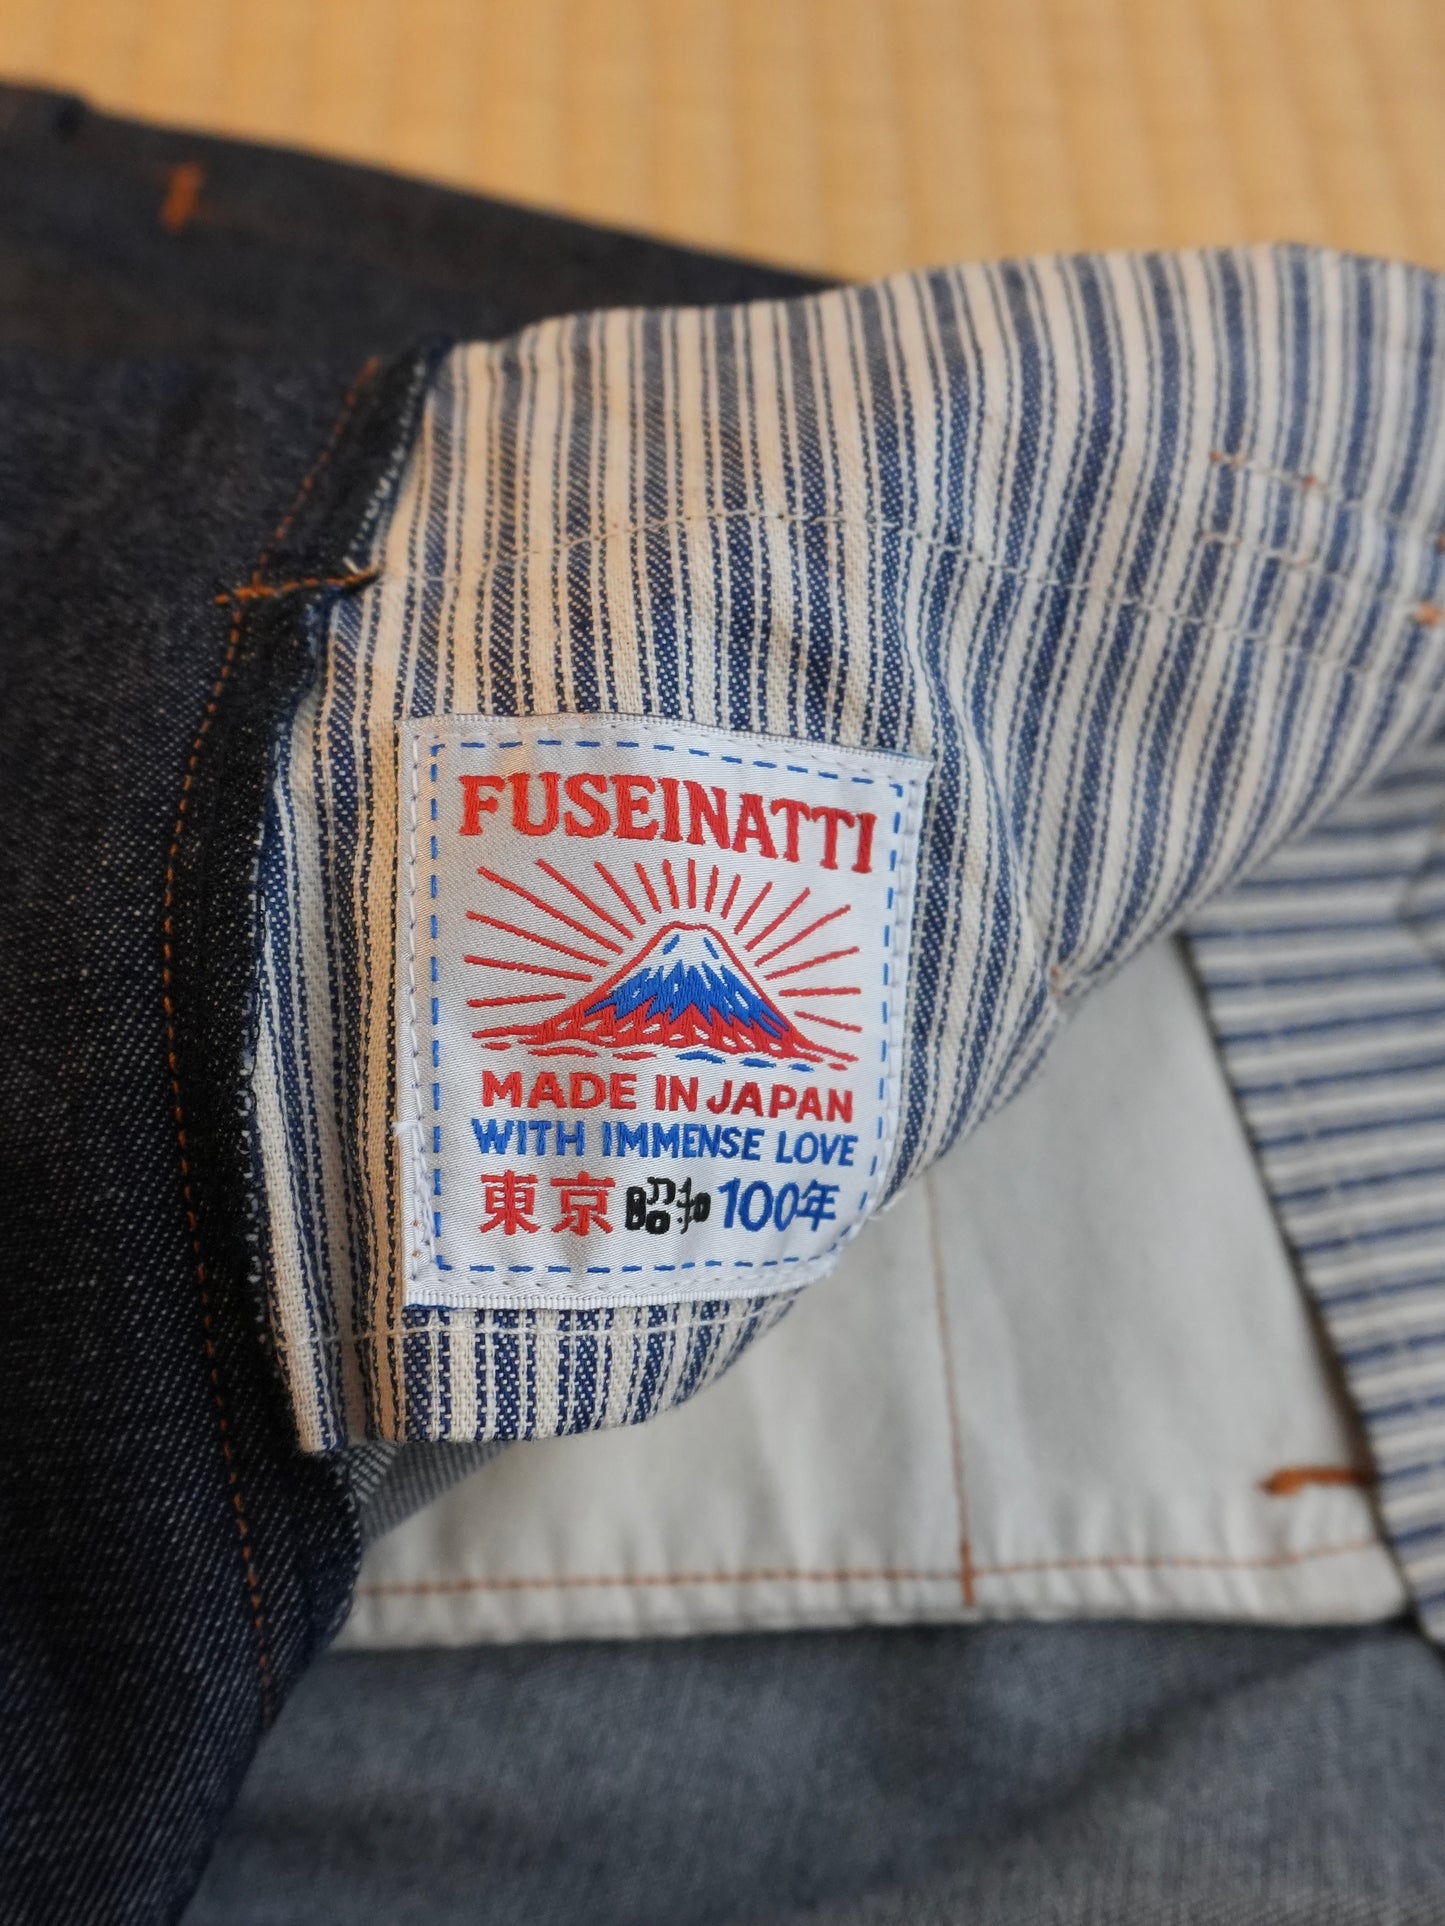 FUSEINATTI
MADE IN JAPAN
WITH IMMENSE LOVE
東京昭和100年